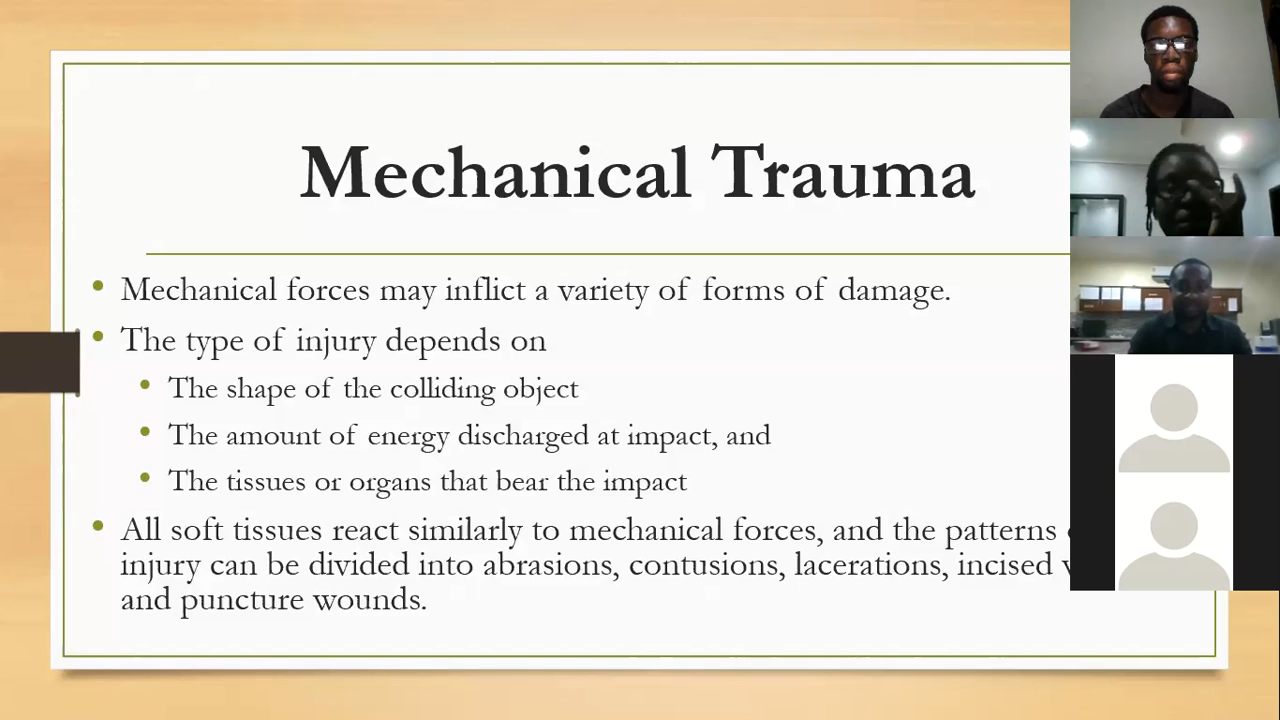 Mechanical Trauma
• Mechanical forces may inflict a variety of forms of damage.
• The type of injury depends on
• The shape of the colliding object
• The amount of energy discharged at impact, and
• The tissues or organs that bear the impact
• All soft tissues react similarly to mechanical forces, and the patterns
injury can be divided into abrasions, contusions, lacerations, incised
and puncture wounds.